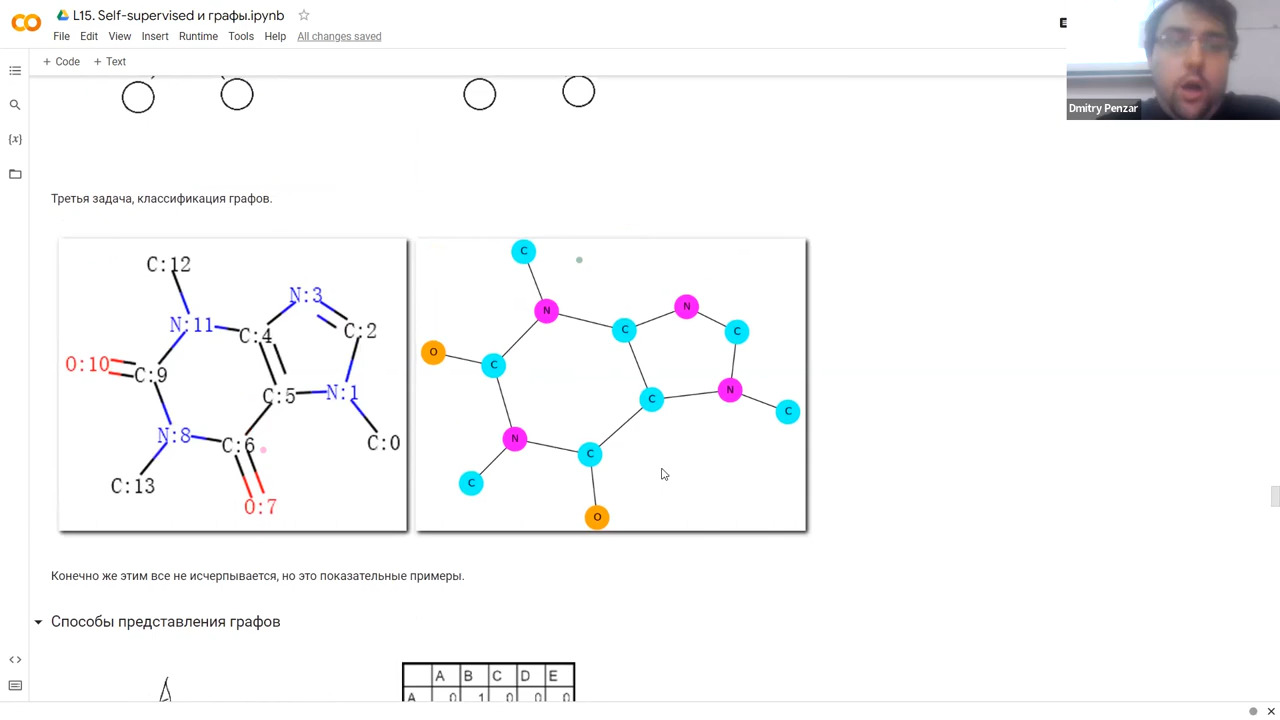 L15. Self-supervised и графы.ipynb
File Edit View Insert Runtime Tools Help All changes saved
+ Code + Text
Dmitry Penzar
{x}
Третья задача, классификация графов.
C:12
N:3
N:11
C:4
C:2
O:10
C:9
C:5
N:1
N:8
C:6
C:0
C:13
O:7
C
N
N
C
C
O
C
N
C
C
N
C
C
O
Конечно же этим все не исчерпывается, но это показательные примеры.
Способы представления графов
A B C D E
A 0 1 0 0 0